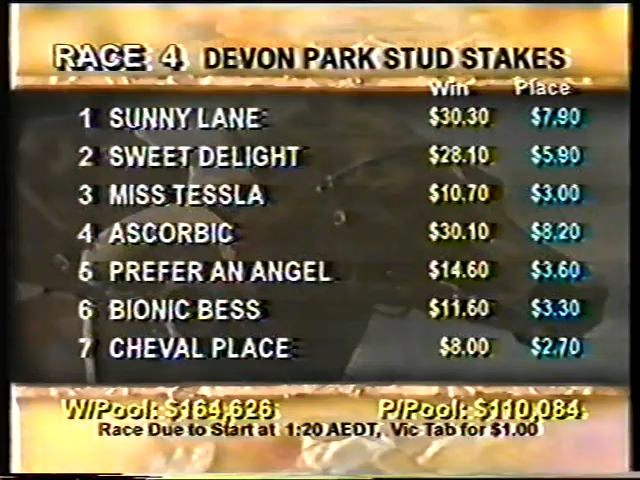 RACE 4 DEVON PARK STUD STAKES
Win Place
1 SUNNY LANE $30.30 $7.90
2 SWEET DELIGHT $28.10 $5.90
3 MISS TESSLA $10.70 $3.00
4 ASCORBIC $30.10 $8.20
5 PREFER AN ANGEL $14.60 $3.60
6 BIONIC BESS $11.60 $3.30
7 CHEVAL PLACE $8.00 $2.70
W/Pool: $164,626 P/Pool: $110,084
Race Due to Start at 1:20 AEDT, Vic Tab for $1.00